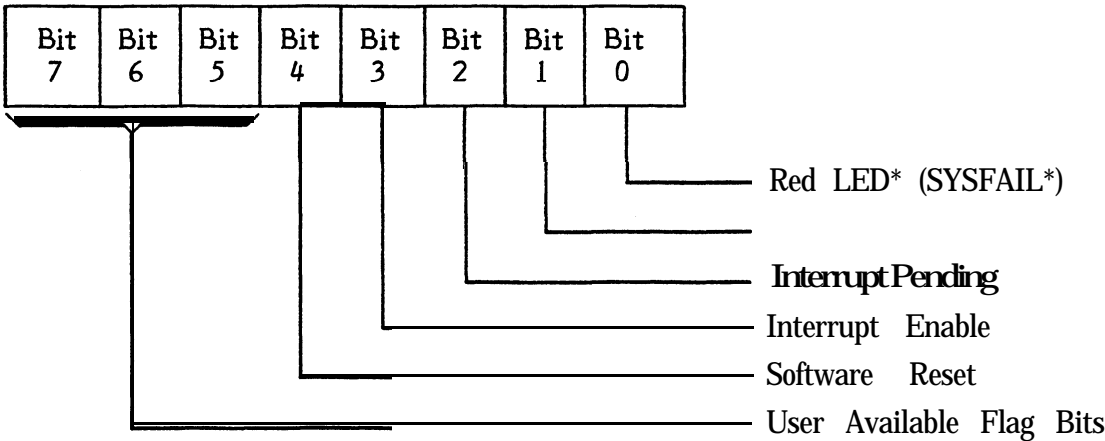 Bit Bit Bit Bit Bit Bit Bit Bit
7 6 5 4 3 2 1 0
Red LED* (SYSFAIL*)
Interrupt Pending
Interrupt Enable
Software Reset
User Available Flag Bits